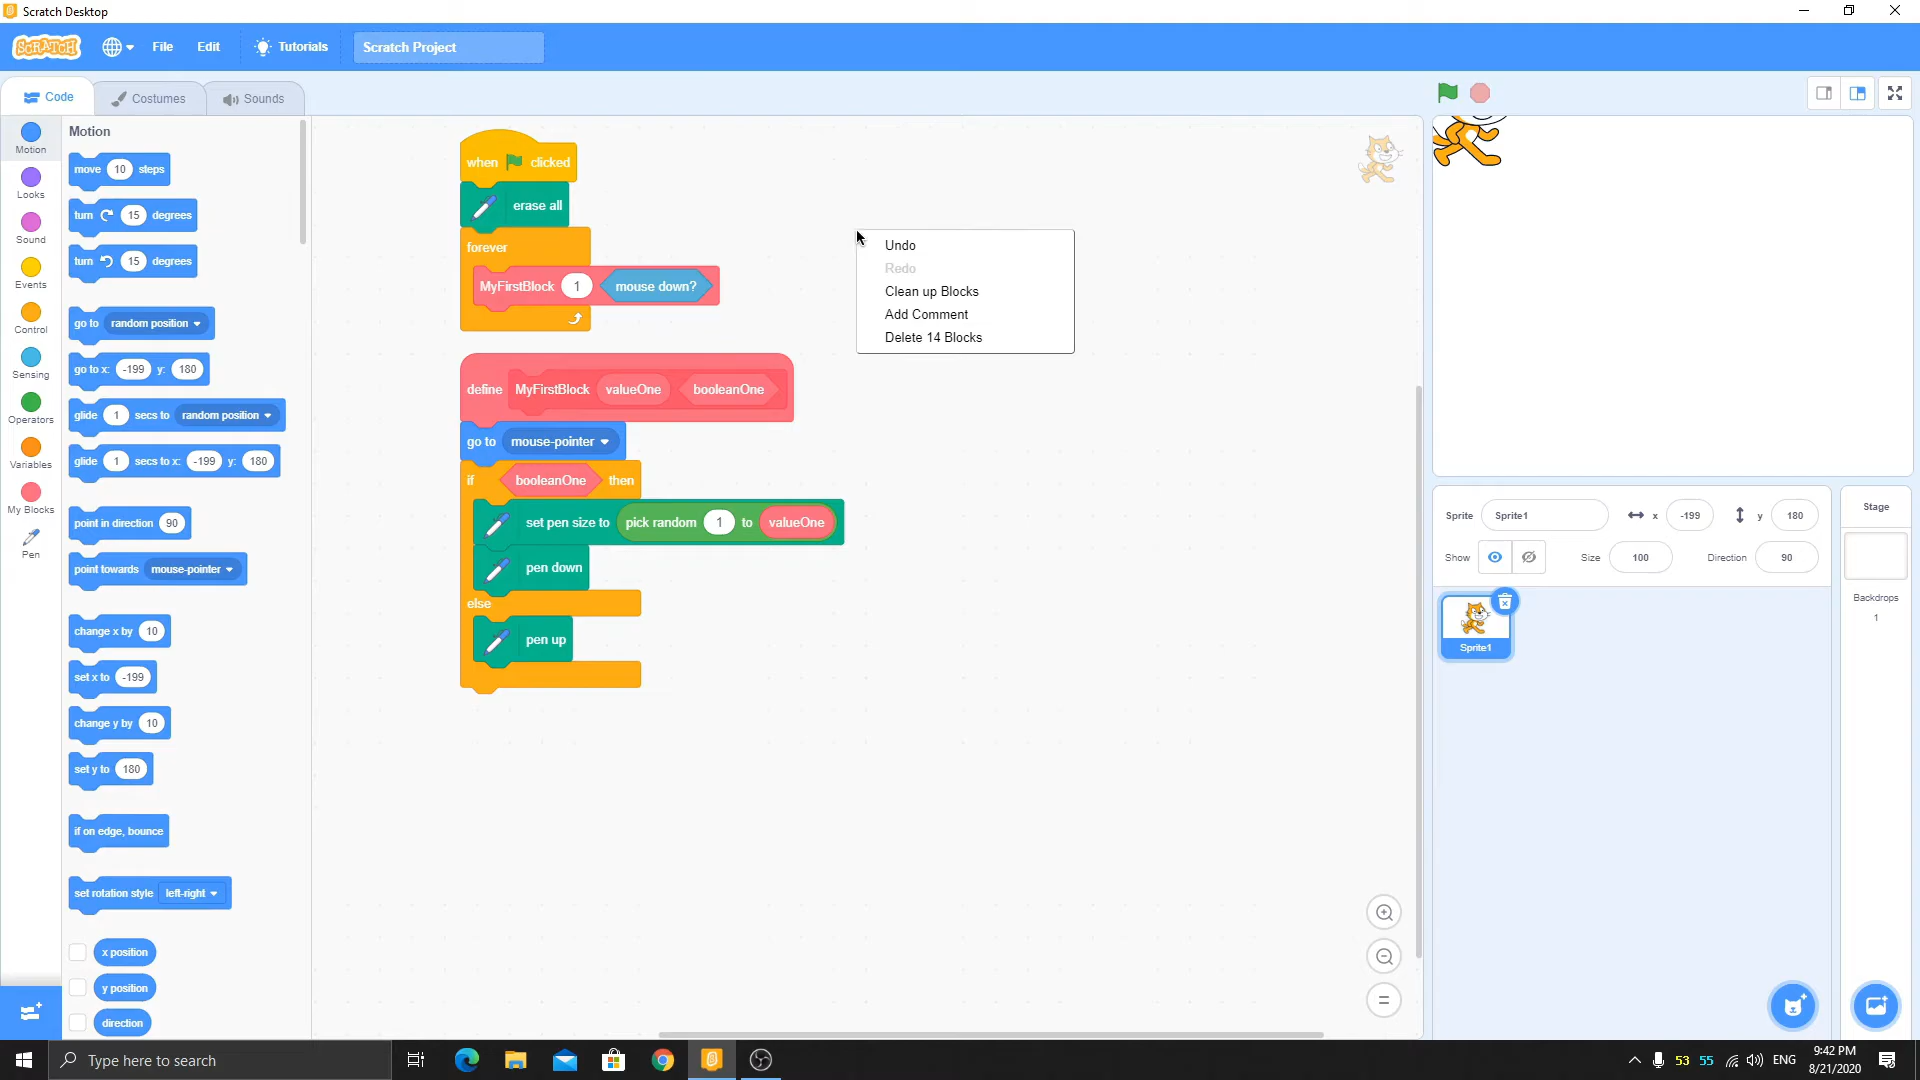 Scratch Desktop
SCRATCH
File
Edit
Tutorials
Scratch Project
Code
Costumes
Sounds
Motion
Looks
Sound
Events
Control
Sensing
Operators
Variables
My Blocks
Pen
Motion
move 10 steps
turn 15 degrees
turn 15 degrees
go to random position
go to x: -199 y: 180
glide 1 secs to random position
glide 1 secs to x: -199 y: 180
point in direction 90
point towards mouse-pointer
change x by 10
set x to -199
change y by 10
set y to 180
if on edge, bounce
set rotation style left-right
x position
y position
direction
when clicked
erase all
forever
MyFirstBlock 1 mouse down?
define MyFirstBlock valueOne booleanOne
go to mouse-pointer
if booleanOne then
set pen size to pick random 1 to valueOne
pen down
else
pen up
Undo
Redo
Clean up Blocks
Add Comment
Delete 14 Blocks
Sprite Sprite1 x -199 y 180
Show Size 100 Direction 90
Sprite1
Stage
Backdrops
1
Type here to search
53 55 ENG
9:42 PM
8/21/2020